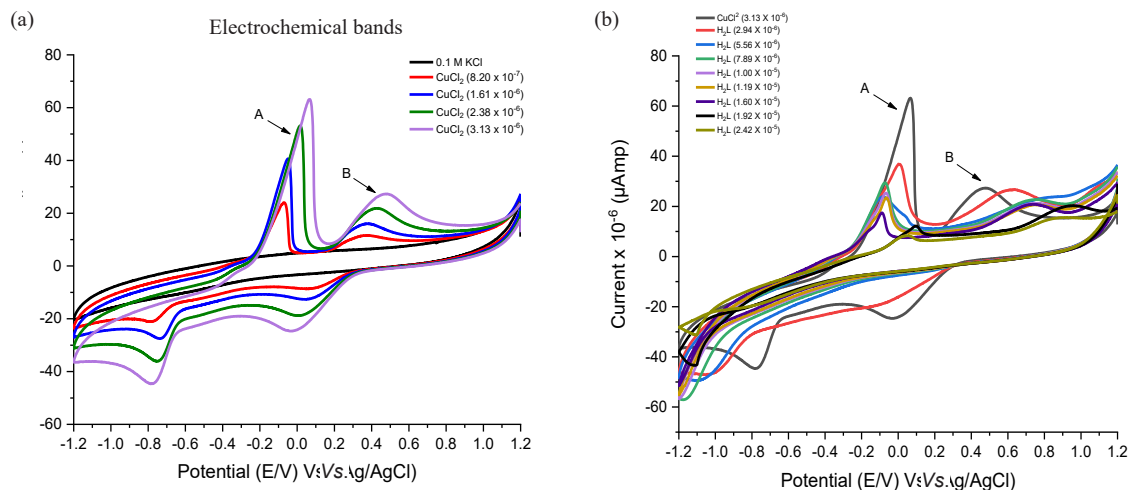 (a)
Electrochemical bands
0.1 M KCl
CuCl₂ (8.20 x 10⁻⁷)
CuCl₂ (1.61 x 10⁻⁶)
CuCl₂ (2.38 x 10⁻⁶)
CuCl₂ (3.13 x 10⁻⁶)
A
B
80
60
40
20
0
-20
-40
60
-1.2 -1.0 -0.8 -0.6 -0.4 -0.2 0.0 0.2 0.4 0.6 0.8 1.0 1.2
Potential (E/V) Vs
(b)
CuCl² (3.13 X 10⁻⁶)
H₂L (2.94 X 10⁻⁶)
H₂L (5.56 X 10⁻⁶)
H₂L (7.89 X 10⁻⁶)
H₂L (1.00 X 10⁻⁵)
H₂L (1.19 X 10⁻⁵)
H₂L (1.60 X 10⁻⁵)
H₂L (1.92 X 10⁻⁵)
H₂L (2.42 X 10⁻⁵)
A
B
Current x 10⁻⁶ (µAmp)
80
60
40
20
0
-20
-40
-60
-1.2 -1.0 -0.8 -0.6 -0.4 -0.2 0.0 0.2 0.4 0.6 0.8 1.0 1.2
Potential (E/V) Vs